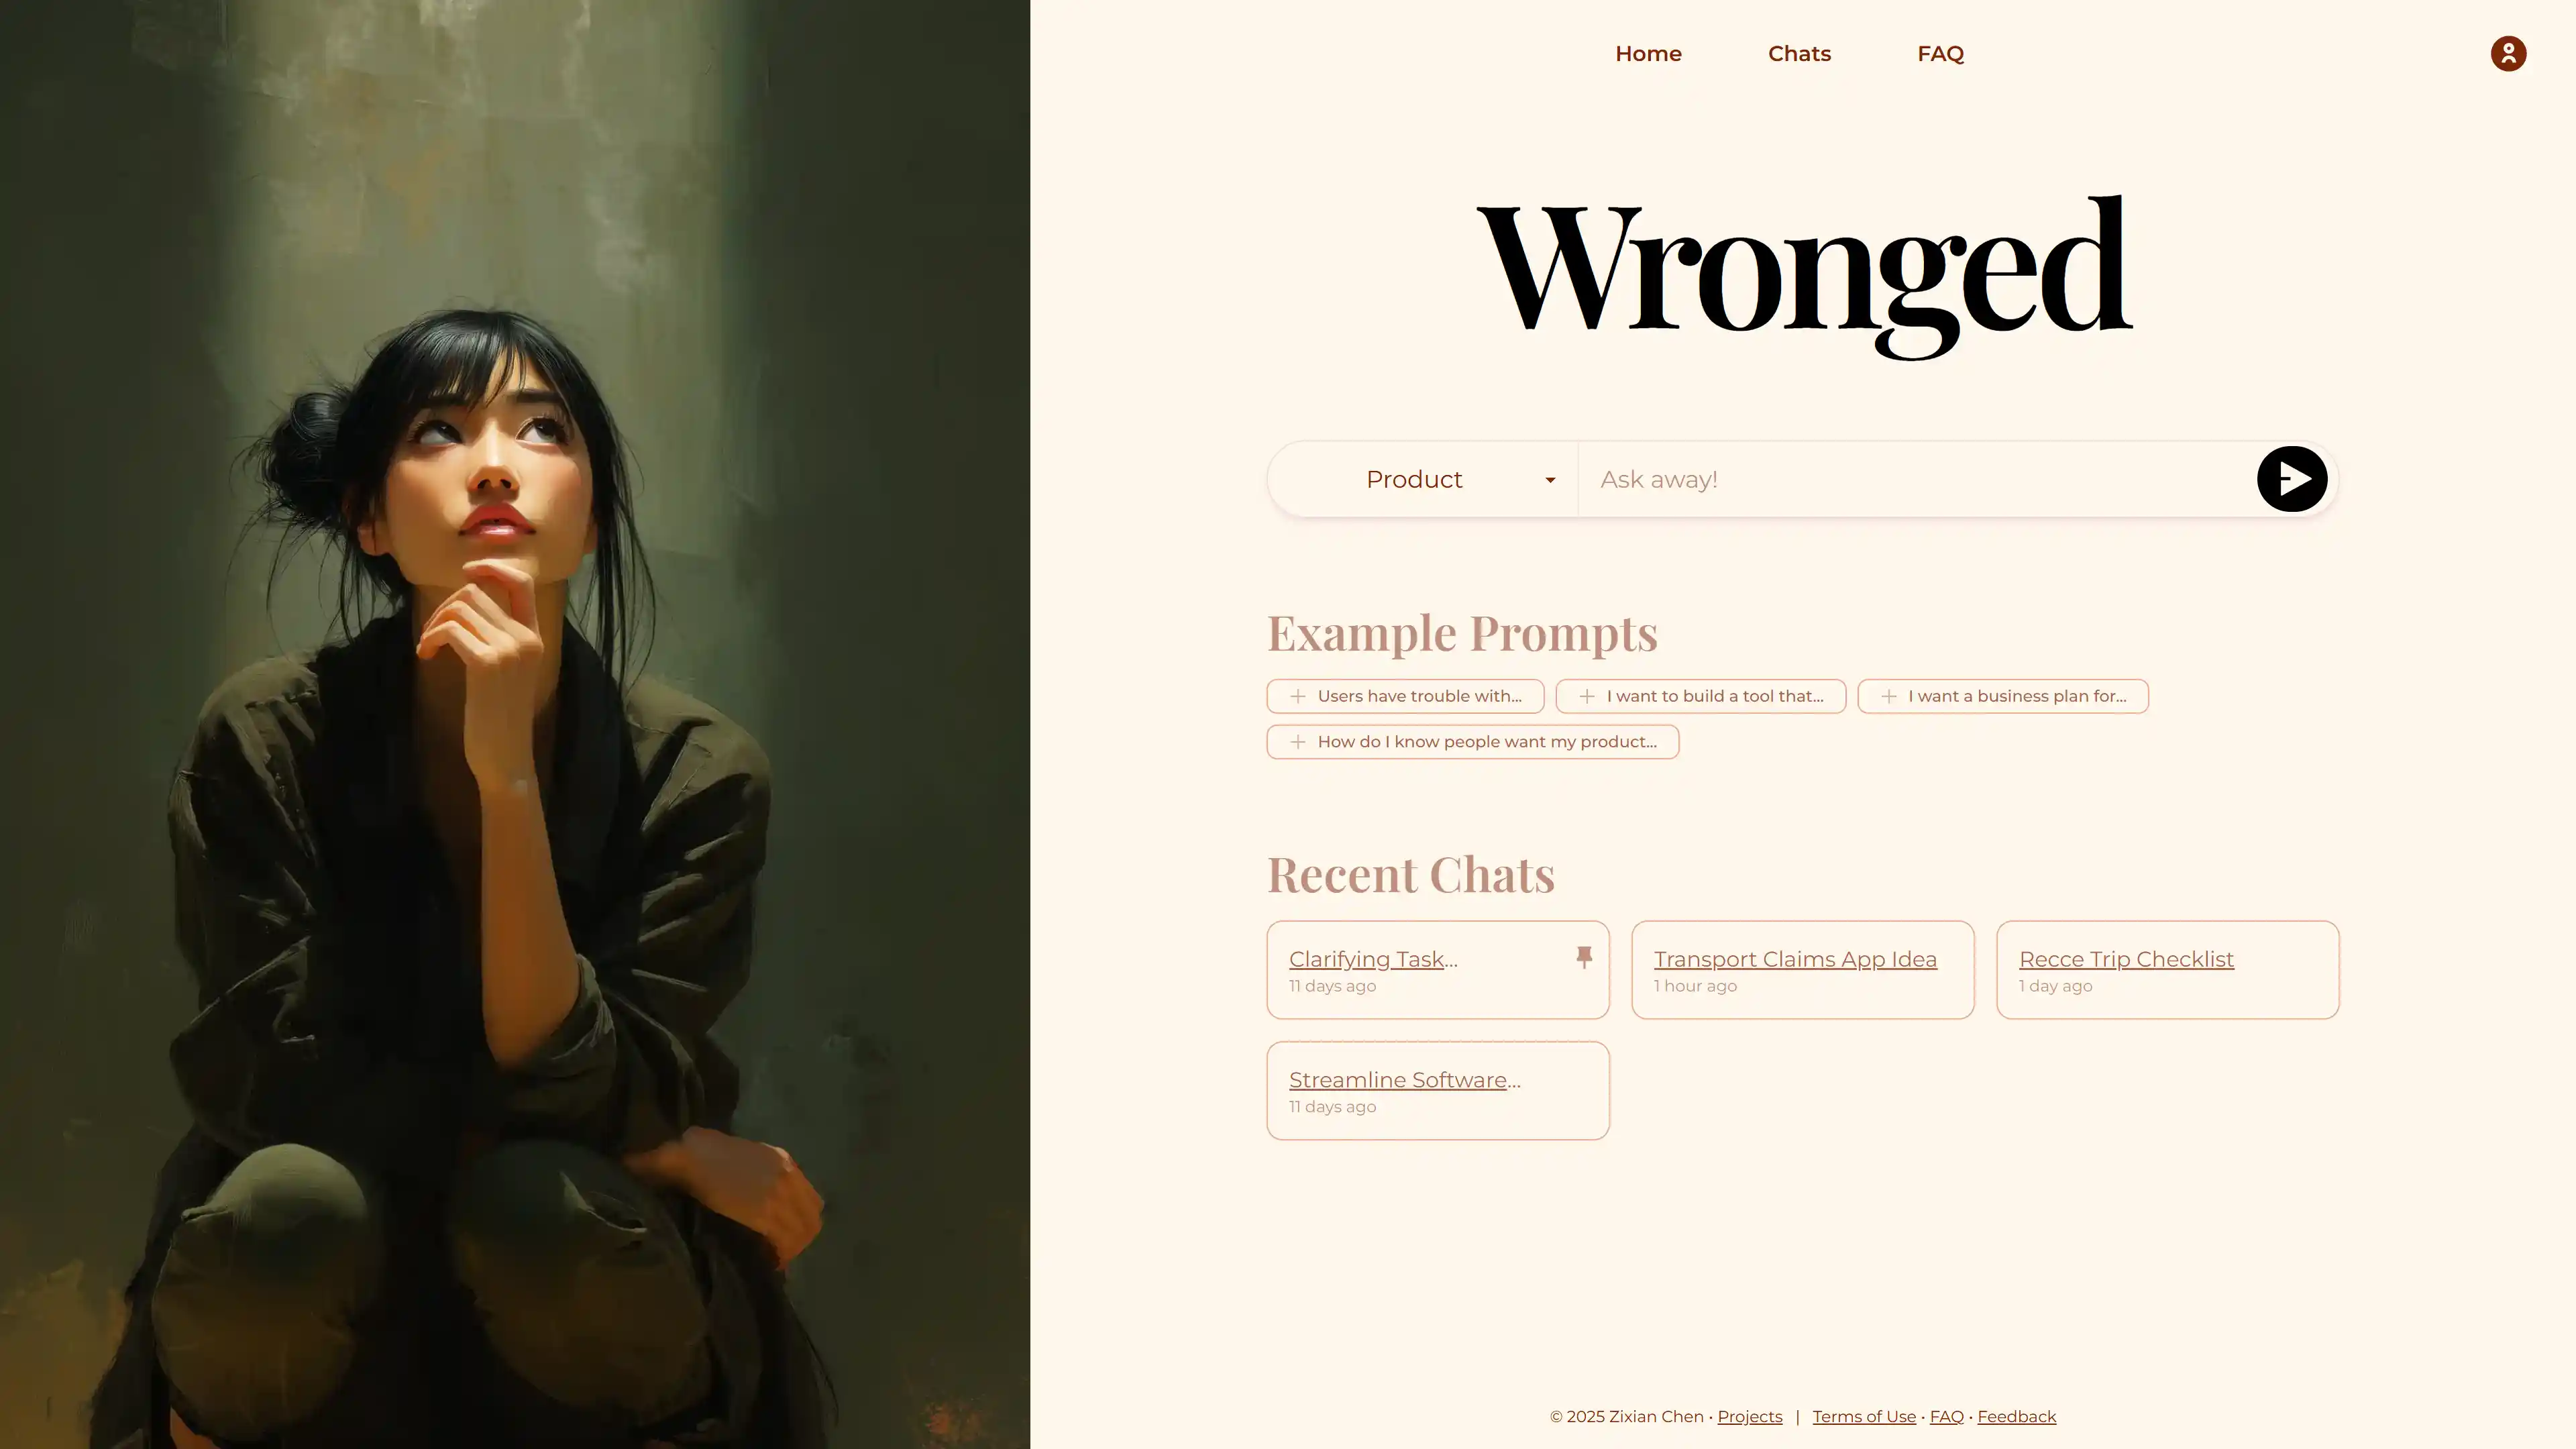 Home Chats FAQ
Wronged
Product Ask away!
Example Prompts
Users have trouble with... I want to build a tool that... I want a business plan for...
How do I know people want my product...
Recent Chats
Clarifying Task... Transport Claims App Idea Recce Trip Checklist
11 days ago 1 hour ago 1 day ago
Streamline Software...
11 days ago
© 2025 Zixian Chen · Projects | Terms of Use · FAQ · Feedback